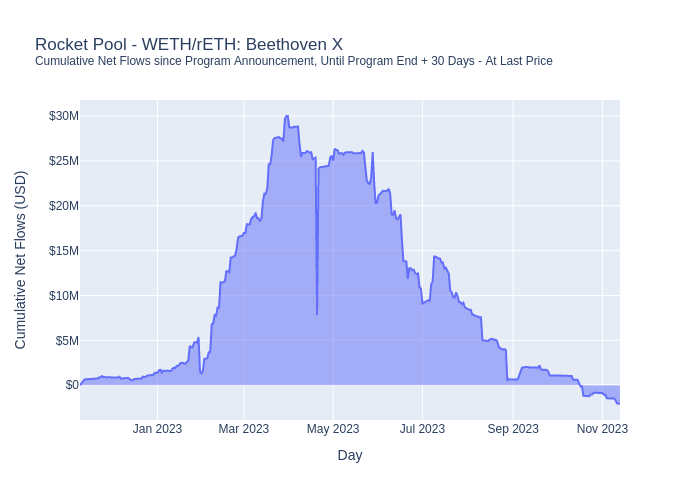 Rocket Pool - WETH/rETH: Beethoven X
Cumulative Net Flows since Program Announcement, Until Program End + 30 Days - At Last Price
$30M
$25M
$20M
$15M
$10M
$5M
$0
Cumulative Net Flows (USD)
Jan 2023
Mar 2023
May 2023
Jul 2023
Sep 2023
Nov 2023
Day